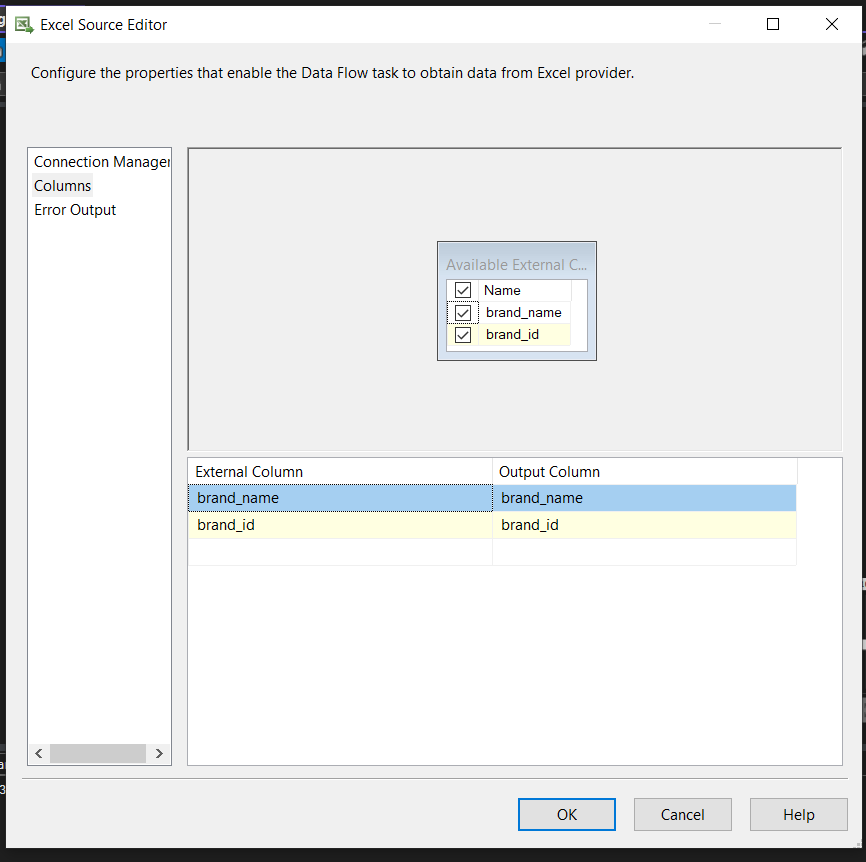 Excel Source Editor
Configure the properties that enable the Data Flow task to obtain data from Excel provider.
Connection Manager
Columns
Error Output
Available External C...
Name
brand_name
brand_id
External Column Output Column
brand_name brand_name
brand_id brand_id
OK Cancel Help